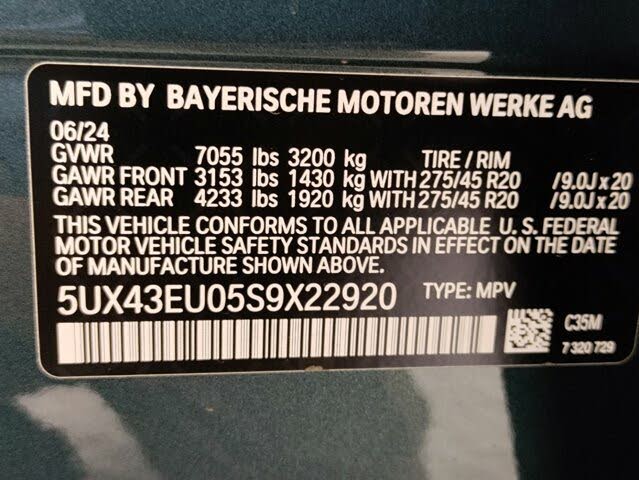 MFD BY BAYERISCHE MOTOREN WERKE AG
06/24
GVWR 7055 lbs 3200 kg TIRE / RIM
GAWR FRONT 3153 lbs 1430 kg WITH 275/45 R20 /9.0J x 20
GAWR REAR 4233 lbs 1920 kg WITH 275/45 R20 /9.0J x 20
THIS VEHICLE CONFORMS TO ALL APPLICABLE U. S. FEDERAL
MOTOR VEHICLE SAFETY STANDARDS IN EFFECT ON THE DATE
OF MANUFACTURE SHOWN ABOVE.
5UX43EU05S9X22920 TYPE: MPV
C35M
7 320 729